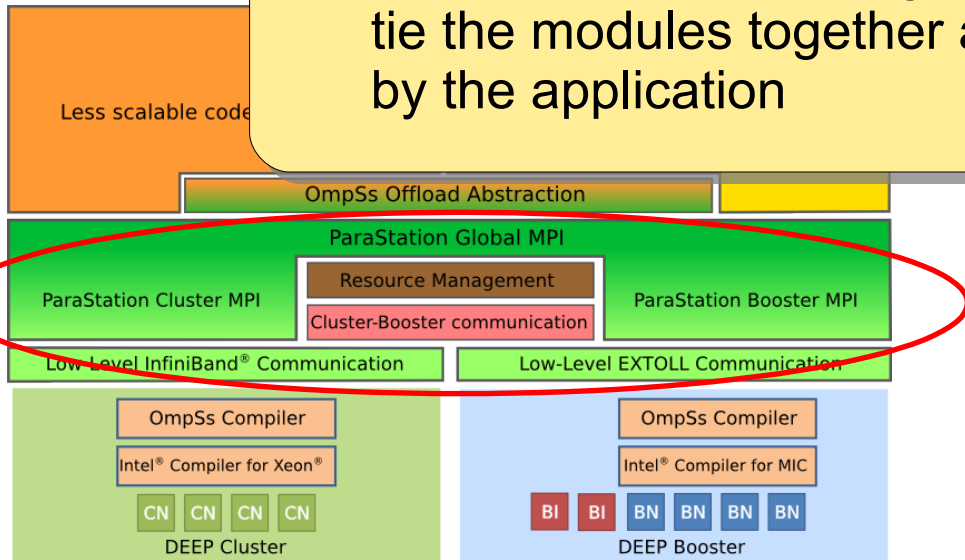 tie the modules together
by the application
Less scalable code
OmpSs Offload Abstraction
ParaStation Global MPI
Resource Management
ParaStation Cluster MPI
ParaStation Booster MPI
Cluster-Booster communication
Low-Level InfiniBand® Communication
Low-Level EXTOLL Communication
OmpSs Compiler
OmpSs Compiler
Intel® Compiler for Xeon®
Intel® Compiler for MIC
CN CN CN CN
BI BI BN BN BN BN
DEEP Cluster
DEEP Booster